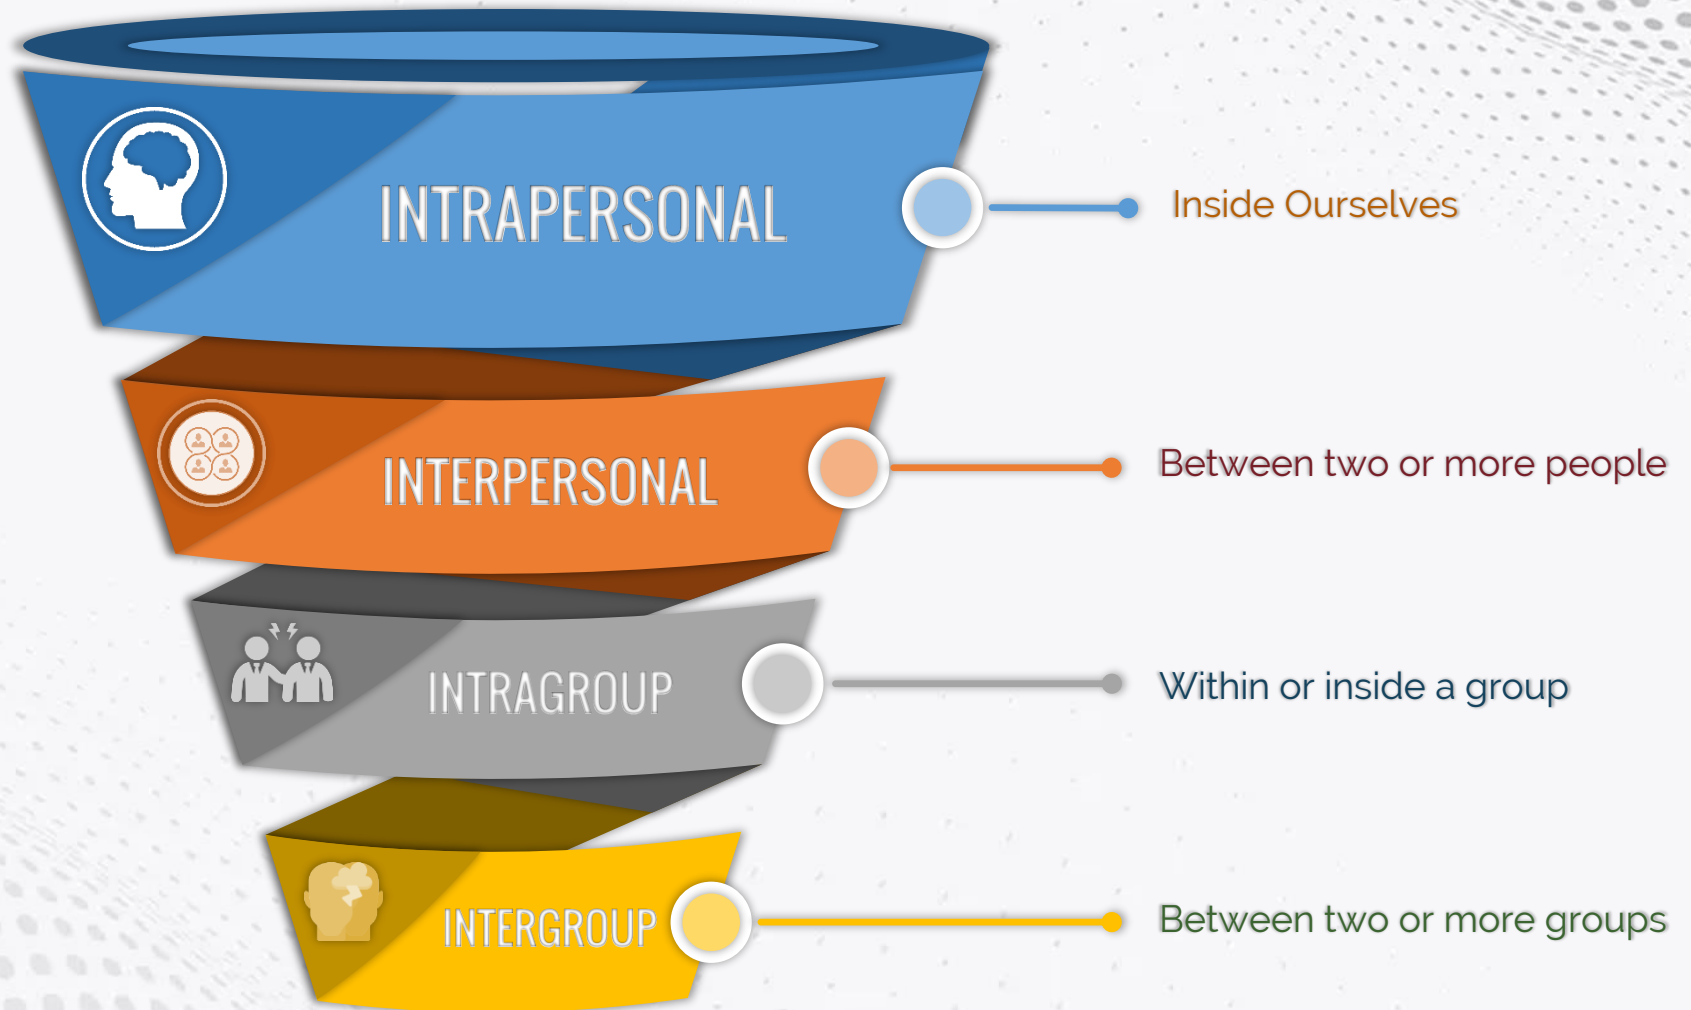 INTRAPERSONAL
Inside Ourselves
INTERPERSONAL
Between two or more people
INTRAGROUP
Within or inside a group
INTERGROUP
Between two or more groups